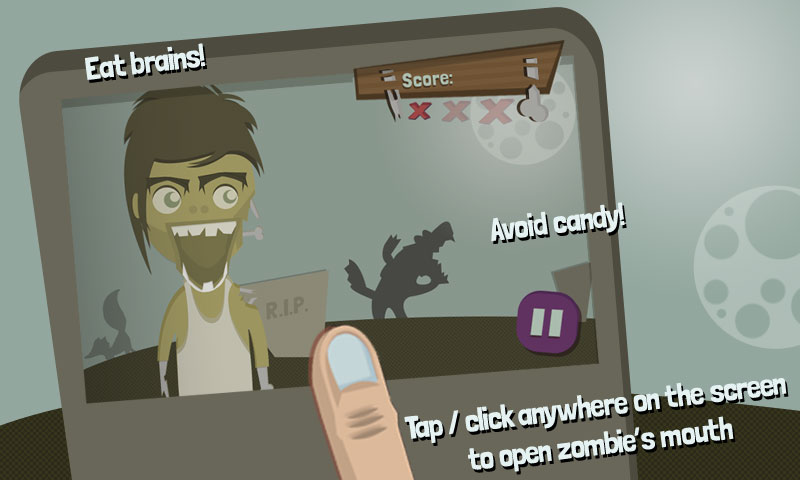 Eat brains!
Score:
Avoid candy!
R.I.P.
Tap / click anywhere on the screen
to open zombie's mouth